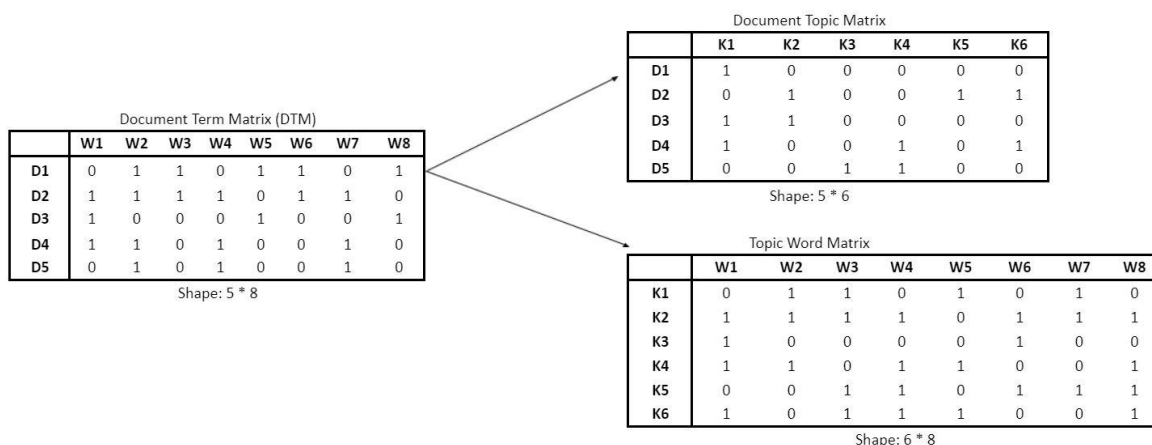 Document Term Matrix (DTM)
W1 W2 W3 W4 W5 W6 W7 W8
D1 0 1 1 0 1 1 0 1
D2 1 1 1 1 0 1 1 0
D3 1 0 0 0 1 0 0 1
D4 1 1 0 1 0 0 1 0
D5 0 1 0 1 0 0 1 0
Shape: 5 * 8
Document Topic Matrix
K1 K2 K3 K4 K5 K6
D1 1 0 0 0 0 0
D2 0 1 0 0 1 1
D3 1 1 0 0 0 0
D4 1 0 0 1 0 1
D5 0 0 1 1 0 0
Shape: 5 * 6
Topic Word Matrix
W1 W2 W3 W4 W5 W6 W7 W8
K1 0 1 1 0 1 0 1 0
K2 1 1 1 1 0 1 1 1
K3 1 0 0 0 0 1 0 0
K4 1 1 0 1 1 0 0 1
K5 0 0 1 1 0 1 1 1
K6 1 0 1 1 1 0 0 1
Shape: 6 * 8